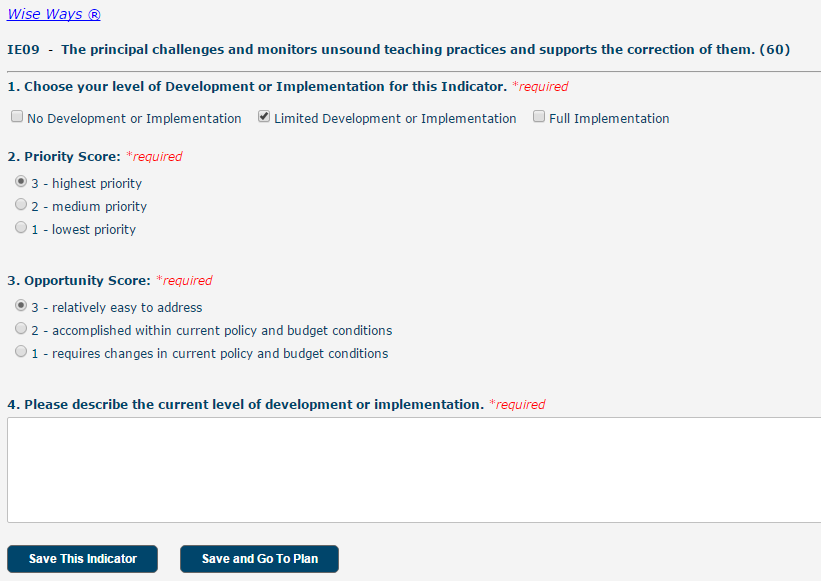 Wise Ways ®
IE09 - The principal challenges and monitors unsound teaching practices and supports the correction of them. (60)
1. Choose your level of Development or Implementation for this Indicator. *required
No Development or Implementation Limited Development or Implementation Full Implementation
2. Priority Score: *required
3 - highest priority
2 - medium priority
1 - lowest priority
3. Opportunity Score: *required
3 - relatively easy to address
2 - accomplished within current policy and budget conditions
1 - requires changes in current policy and budget conditions
4. Please describe the current level of development or implementation. *required
Save This Indicator Save and Go To Plan